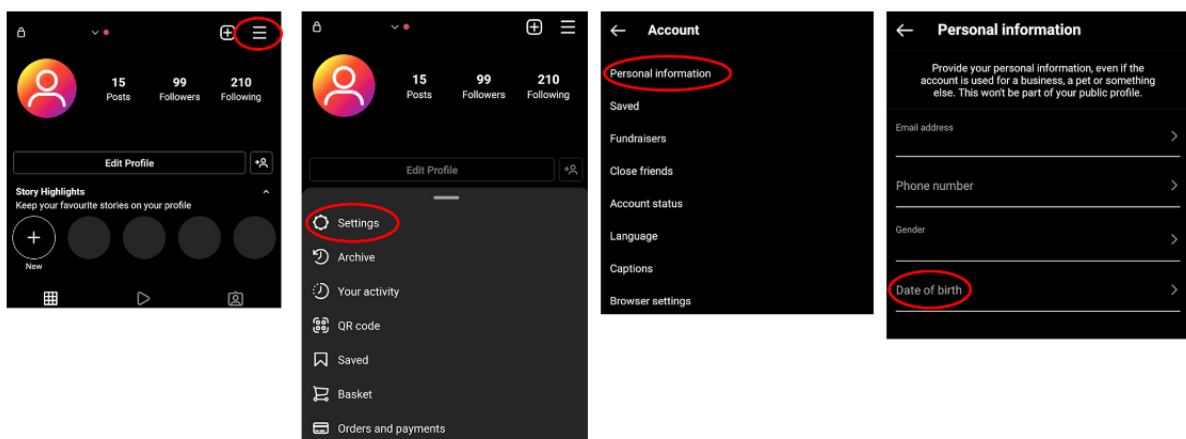 15 99 210
Posts Followers Following
Edit Profile
Story Highlights
Keep your favourite stories on your profile
New
15 99 210
Posts Followers Following
Edit Profile
Settings
Archive
Your activity
QR code
Saved
Basket
Orders and payments
Account
Personal information
Saved
Fundraisers
Close friends
Account status
Language
Captions
Browser settings
Personal information
Provide your personal information, even if the
account is used for a business, a pet or something
else. This won't be part of your public profile.
Email address
Phone number
Gender
Date of birth